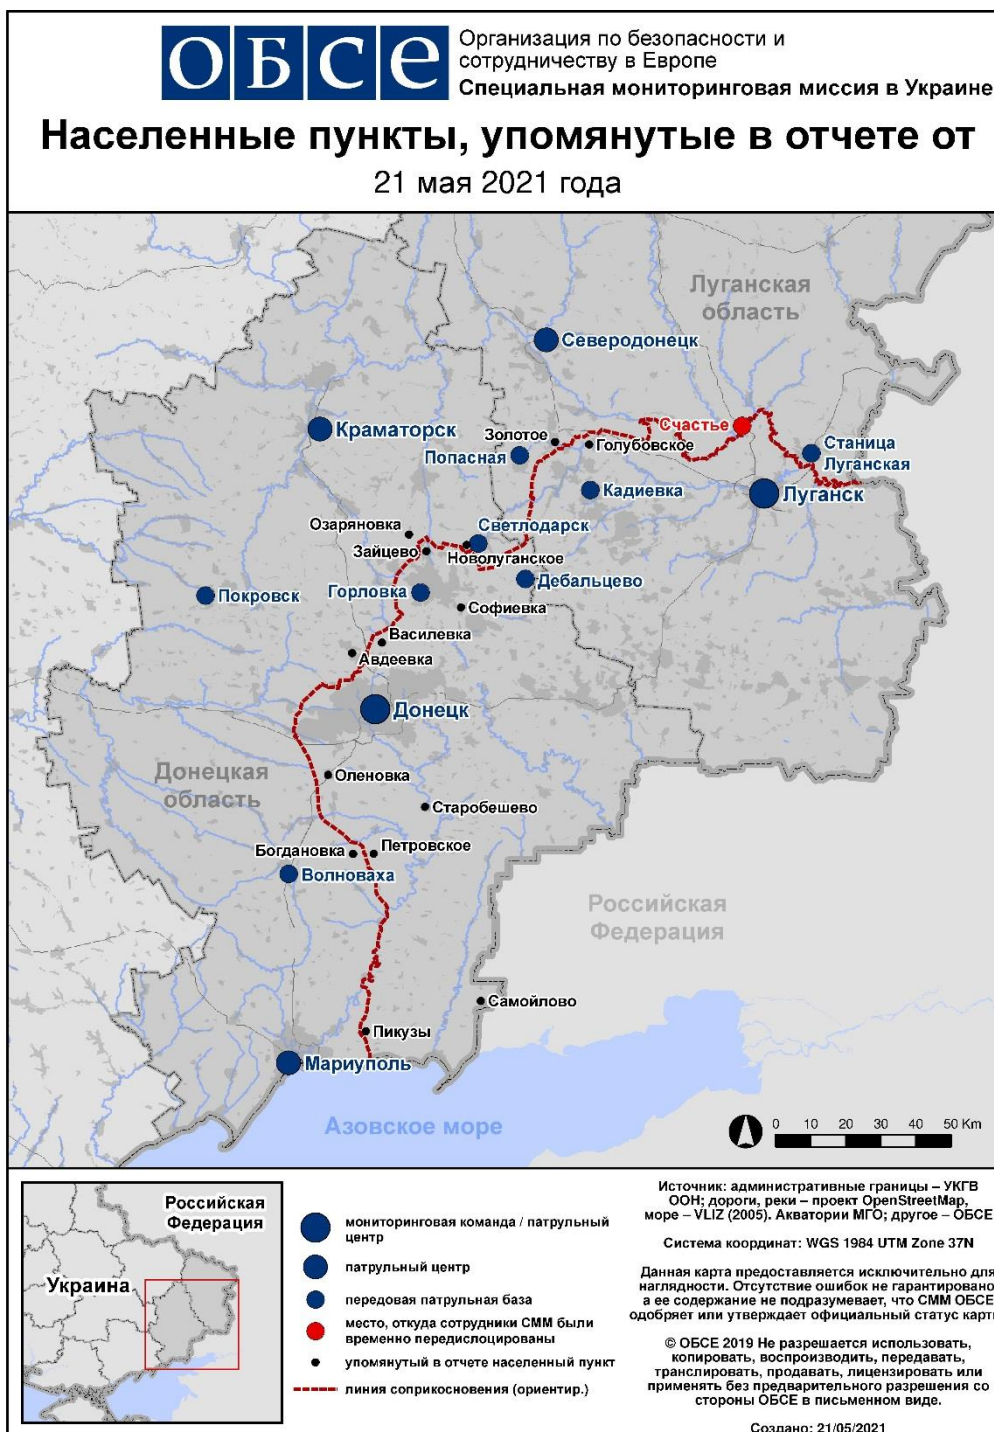 ОБСЕ
Организация по безопасности и
сотрудничеству в Европе
Специальная мониторинговая миссия в Украине
Населенные пункты, упомянутые в отчете от
21 мая 2021 года
Луганская
область
Северодонецк
Счастье
Краматорск
Золотое
Голубовское
Станица
Луганская
Попасная
Кадиевка
Луганск
Озаряновка
Светлодарск
Зайцево
Новолуганское
Дебальцево
Покровск
Горловка
Софиевка
Василевка
Авдеевка
Донецк
Донецкая
область
Оленовка
Старобешево
Богдановка
Петровское
Волноваха
Российская
Федерация
Самойлово
Пикузы
Мариуполь
Азовское море
0 10 20 30 40 50 Km
Российская
Федерация
Украина
мониторинговая команда / патрульный
центр
патрульный центр
передовая патрульная база
место, откуда сотрудники СММ были
временно передислоцированы
упомянутый в отчете населенный пункт
линия соприкосновения (ориентир.)
Источник: административные границы – УКГВ
ООН; дороги, реки – проект OpenStreetMap,
море – VLIZ (2005). Акватории МГО; другое – ОБСЕ
Система координат: WGS 1984 UTM Zone 37N
Данная карта предоставляется исключительно для
наглядности. Отсутствие ошибок не гарантировано
а ее содержание не подразумевает, что СММ ОБСЕ
одобряет или утверждает официальный статус карт
© ОБСЕ 2019 Не разрешается использовать,
копировать, воспроизводить, передавать,
транслировать, продавать, лицензировать или
применять без предварительного разрешения со
стороны ОБСЕ в письменном виде.
Создано: 21/05/2021